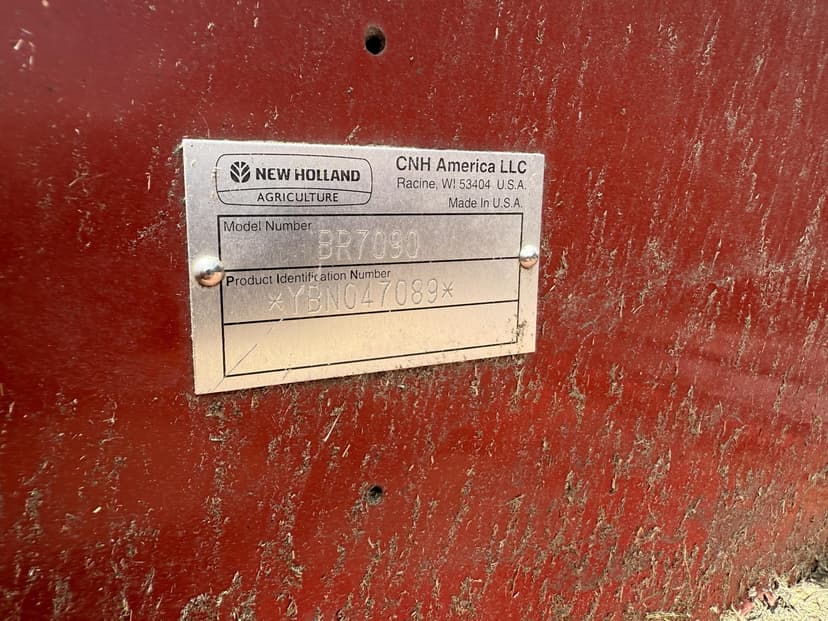 NEW HOLLAND
AGRICULTURE
CNH America LLC
Racine, WI 53404 U.S.A.
Made In U.S.A.
Model Number
BR7090
Product Identification Number
*YBN047089*